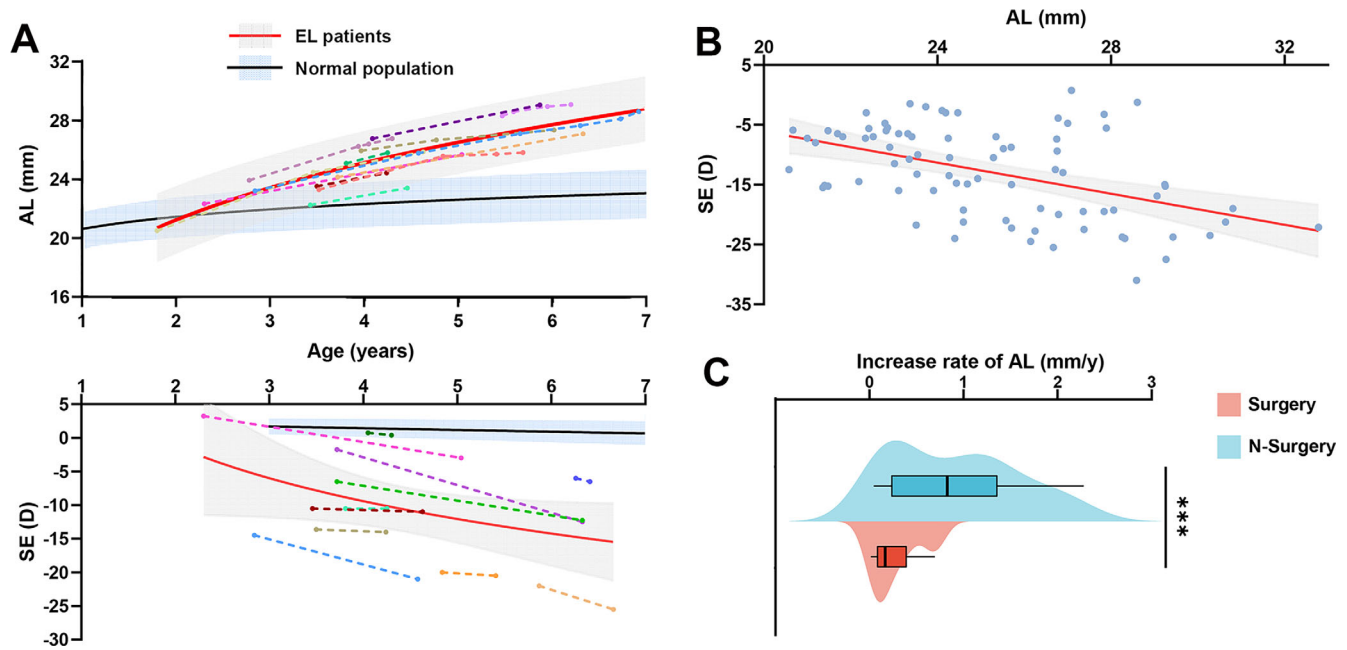 A
EL patients
Normal population
AL (mm)
32
28
24
20
16
1 2 3 4 5 6 7
Age (years)
1 2 3 4 5 6 7
SE (D)
5
0
-5
-10
-15
-20
-25
-30
B
AL (mm)
20 24 28 32
SE (D)
5
-5
-15
-25
-35
C
Increase rate of AL (mm/y)
0 1 2 3
Surgery
N-Surgery
***